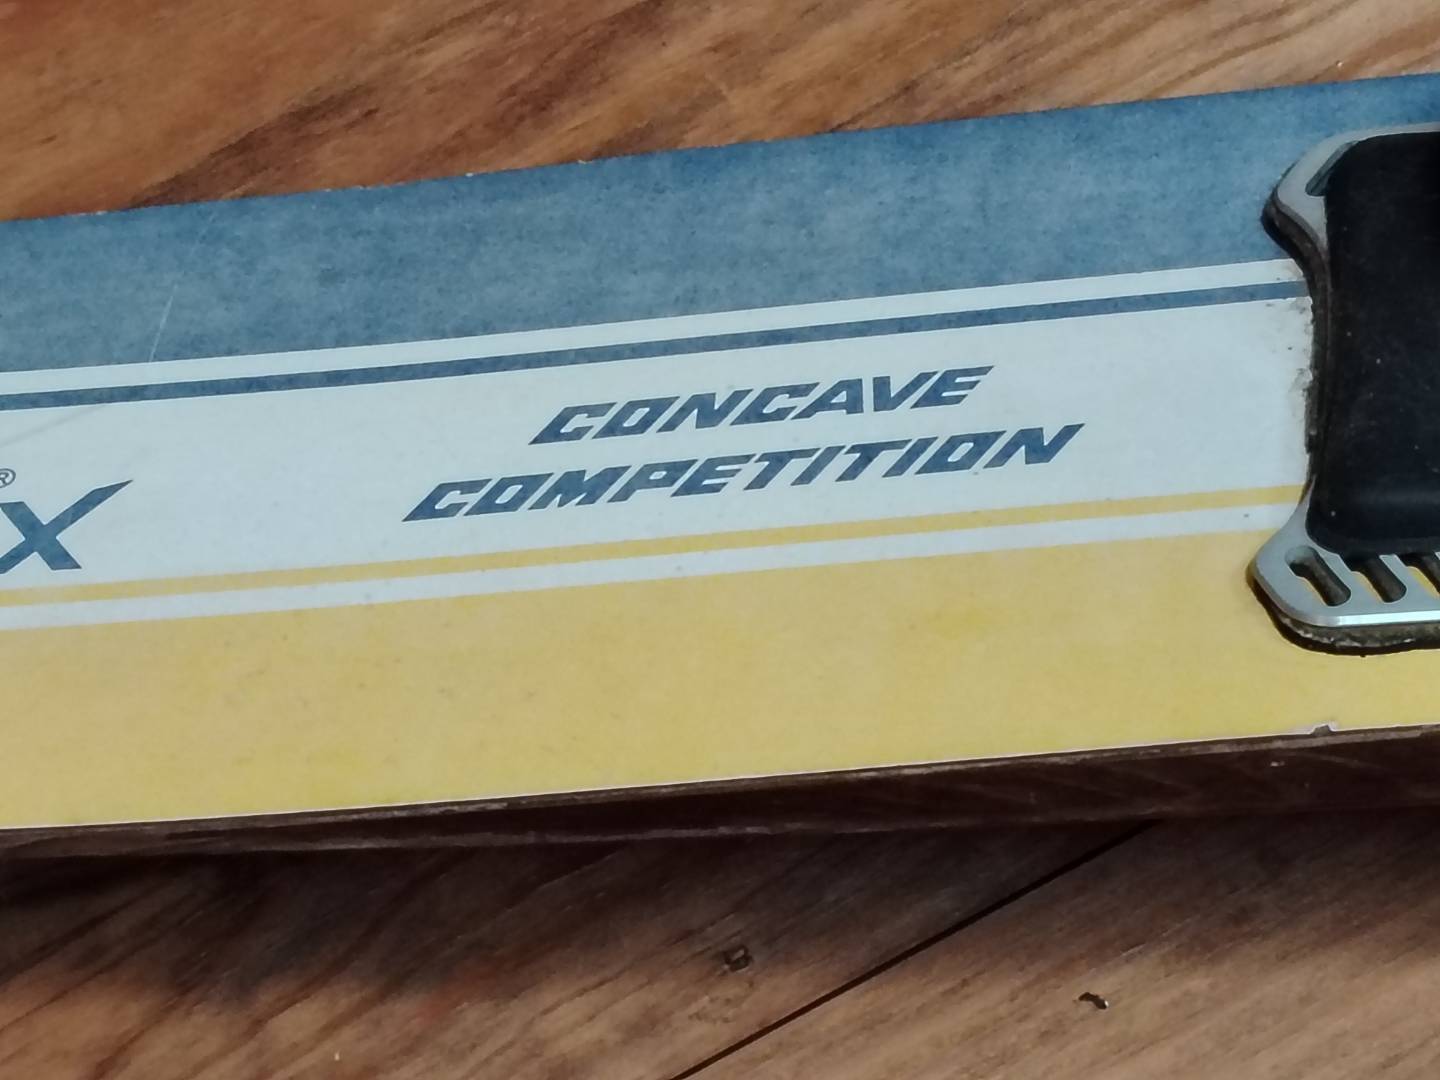 ®
X
CONCAVE
COMPETITION